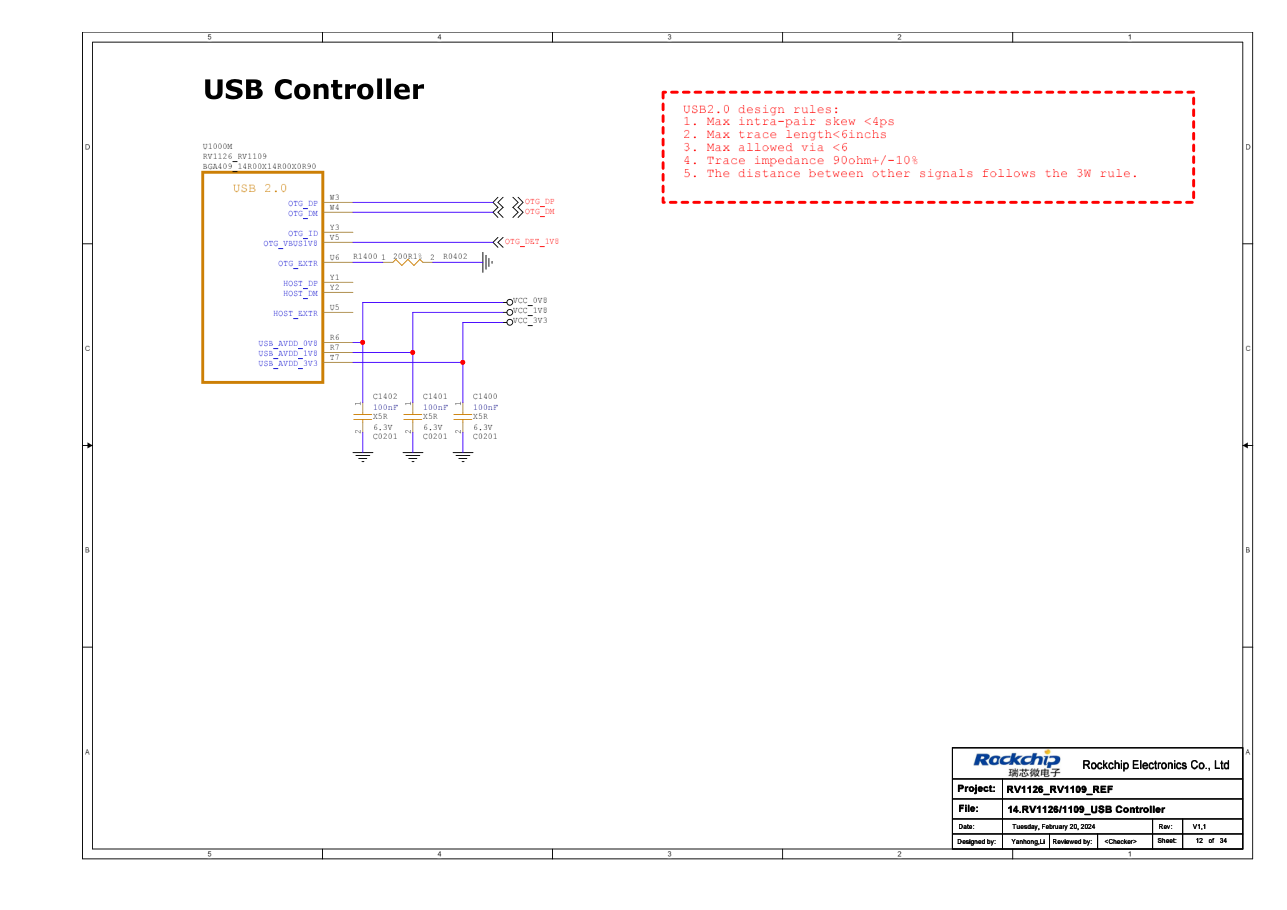 5 4 3 2 1
USB Controller
USB2.0 design rules:
1. Max intra-pair skew <4ps
2. Max trace length<6inchs
3. Max allowed via <6
4. Trace impedance 90ohm+/-10%
5. The distance between other signals follows the 3W rule.
D D
U1000M
RV1126_RV1109
BGA409_14R00X14R00X0R90
USB 2.0
OTG_DP W3 OTG_DP
OTG_DM W4 OTG_DM
OTG_ID Y3
OTG_VBUS1V8 V5 OTG_DET_1V8
OTG_EXTR U6 R1400 1 200R1% 2 R0402
HOST_DP Y1
HOST_DM Y2
HOST_EXTR U5
VCC_0V8
VCC_1V8
VCC_3V3
USB_AVDD_0V8 R6
USB_AVDD_1V8 R7
USB_AVDD_3V3 T7
C C
C1402 C1401 C1400
1 100nF 1 100nF 1 100nF
X5R X5R X5R
2 6.3V 2 6.3V 2 6.3V
C0201 C0201 C0201
B B
A A
Rockchip
瑞芯微电子
Rockchip Electronics Co., Ltd
Project: RV1126_RV1109_REF
File: 14.RV1126/1109_USB Controller
Date: Tuesday, February 20, 2024 Rev: V1.1
Designed by: Yanhong.Li Reviewed by: <Checker> Sheet: 12 of 34
5 4 3 2 1